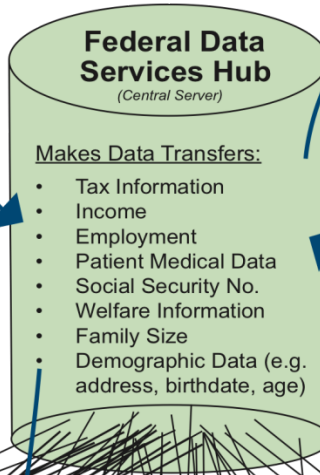 Federal Data
Services Hub
(Central Server)
Makes Data Transfers:
• Tax Information
• Income
• Employment
• Patient Medical Data
• Social Security No.
• Welfare Information
• Family Size
• Demographic Data (e.g.
address, birthdate, age)